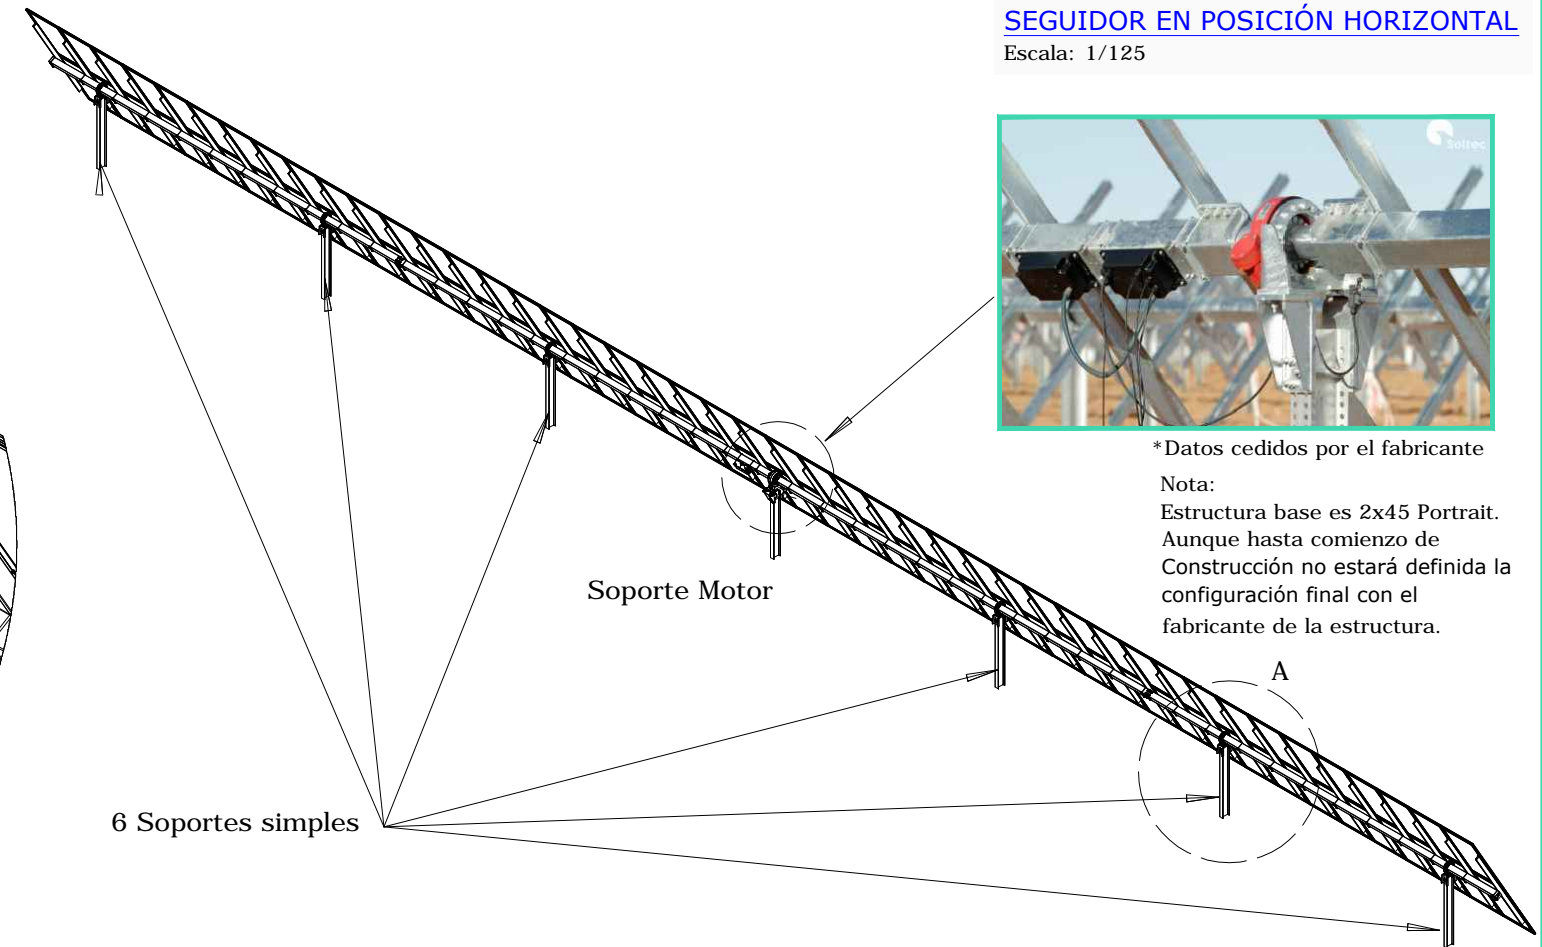 SEGUIDOR EN POSICIÓN HORIZONTAL
Escala: 1/125
Soltec
*Datos cedidos por el fabricante
Nota:
Estructura base es 2x45 Portrait.
Aunque hasta comienzo de
Construcción no estará definida la
configuración final con el
fabricante de la estructura.
Soporte Motor
A
6 Soportes simples